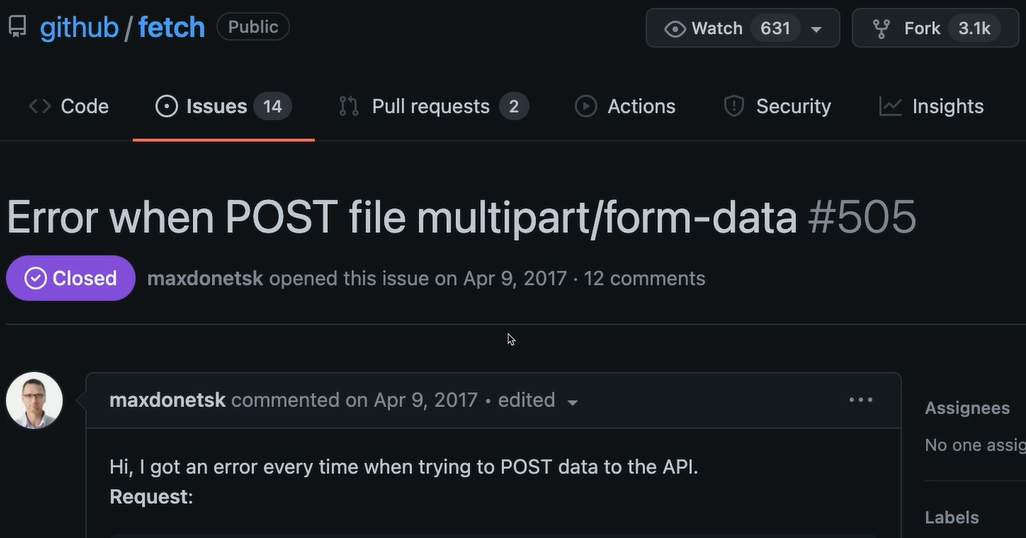 github / fetch Public Watch 631 Fork 3.1k
Code Issues 14 Pull requests 2 Actions Security Insights
Error when POST file multipart/form-data #505
Closed maxdonetsk opened this issue on Apr 9, 2017 · 12 comments
maxdonetsk commented on Apr 9, 2017 • edited
Assignees
Hi, I got an error every time when trying to POST data to the API.
No one assig
Request:
Labels